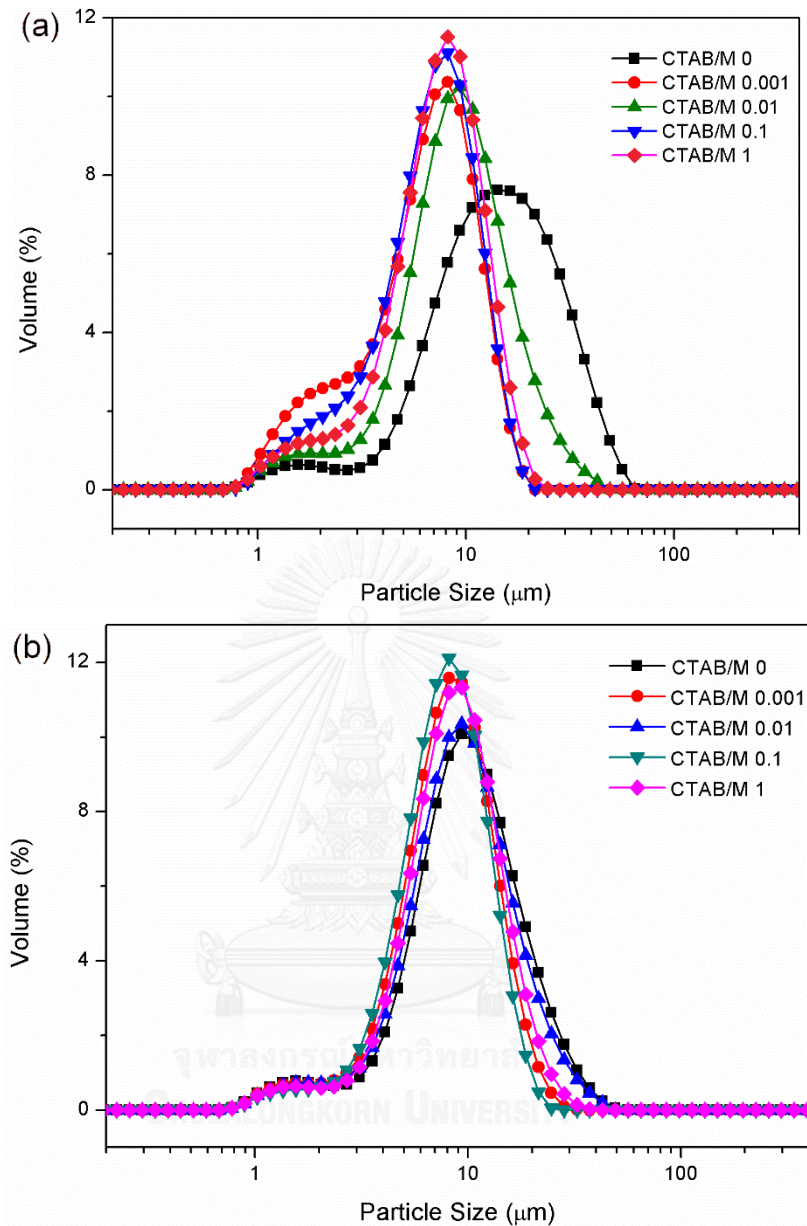 (a)
12
8
4
0
Volume (%)
CTAB/M 0
CTAB/M 0.001
CTAB/M 0.01
CTAB/M 0.1
CTAB/M 1
1
10
100
Particle Size (μm)
(b)
12
8
4
0
Volume (%)
CTAB/M 0
CTAB/M 0.001
CTAB/M 0.01
CTAB/M 0.1
CTAB/M 1
UNIVERSITY
1
10
100
Particle Size (μm)